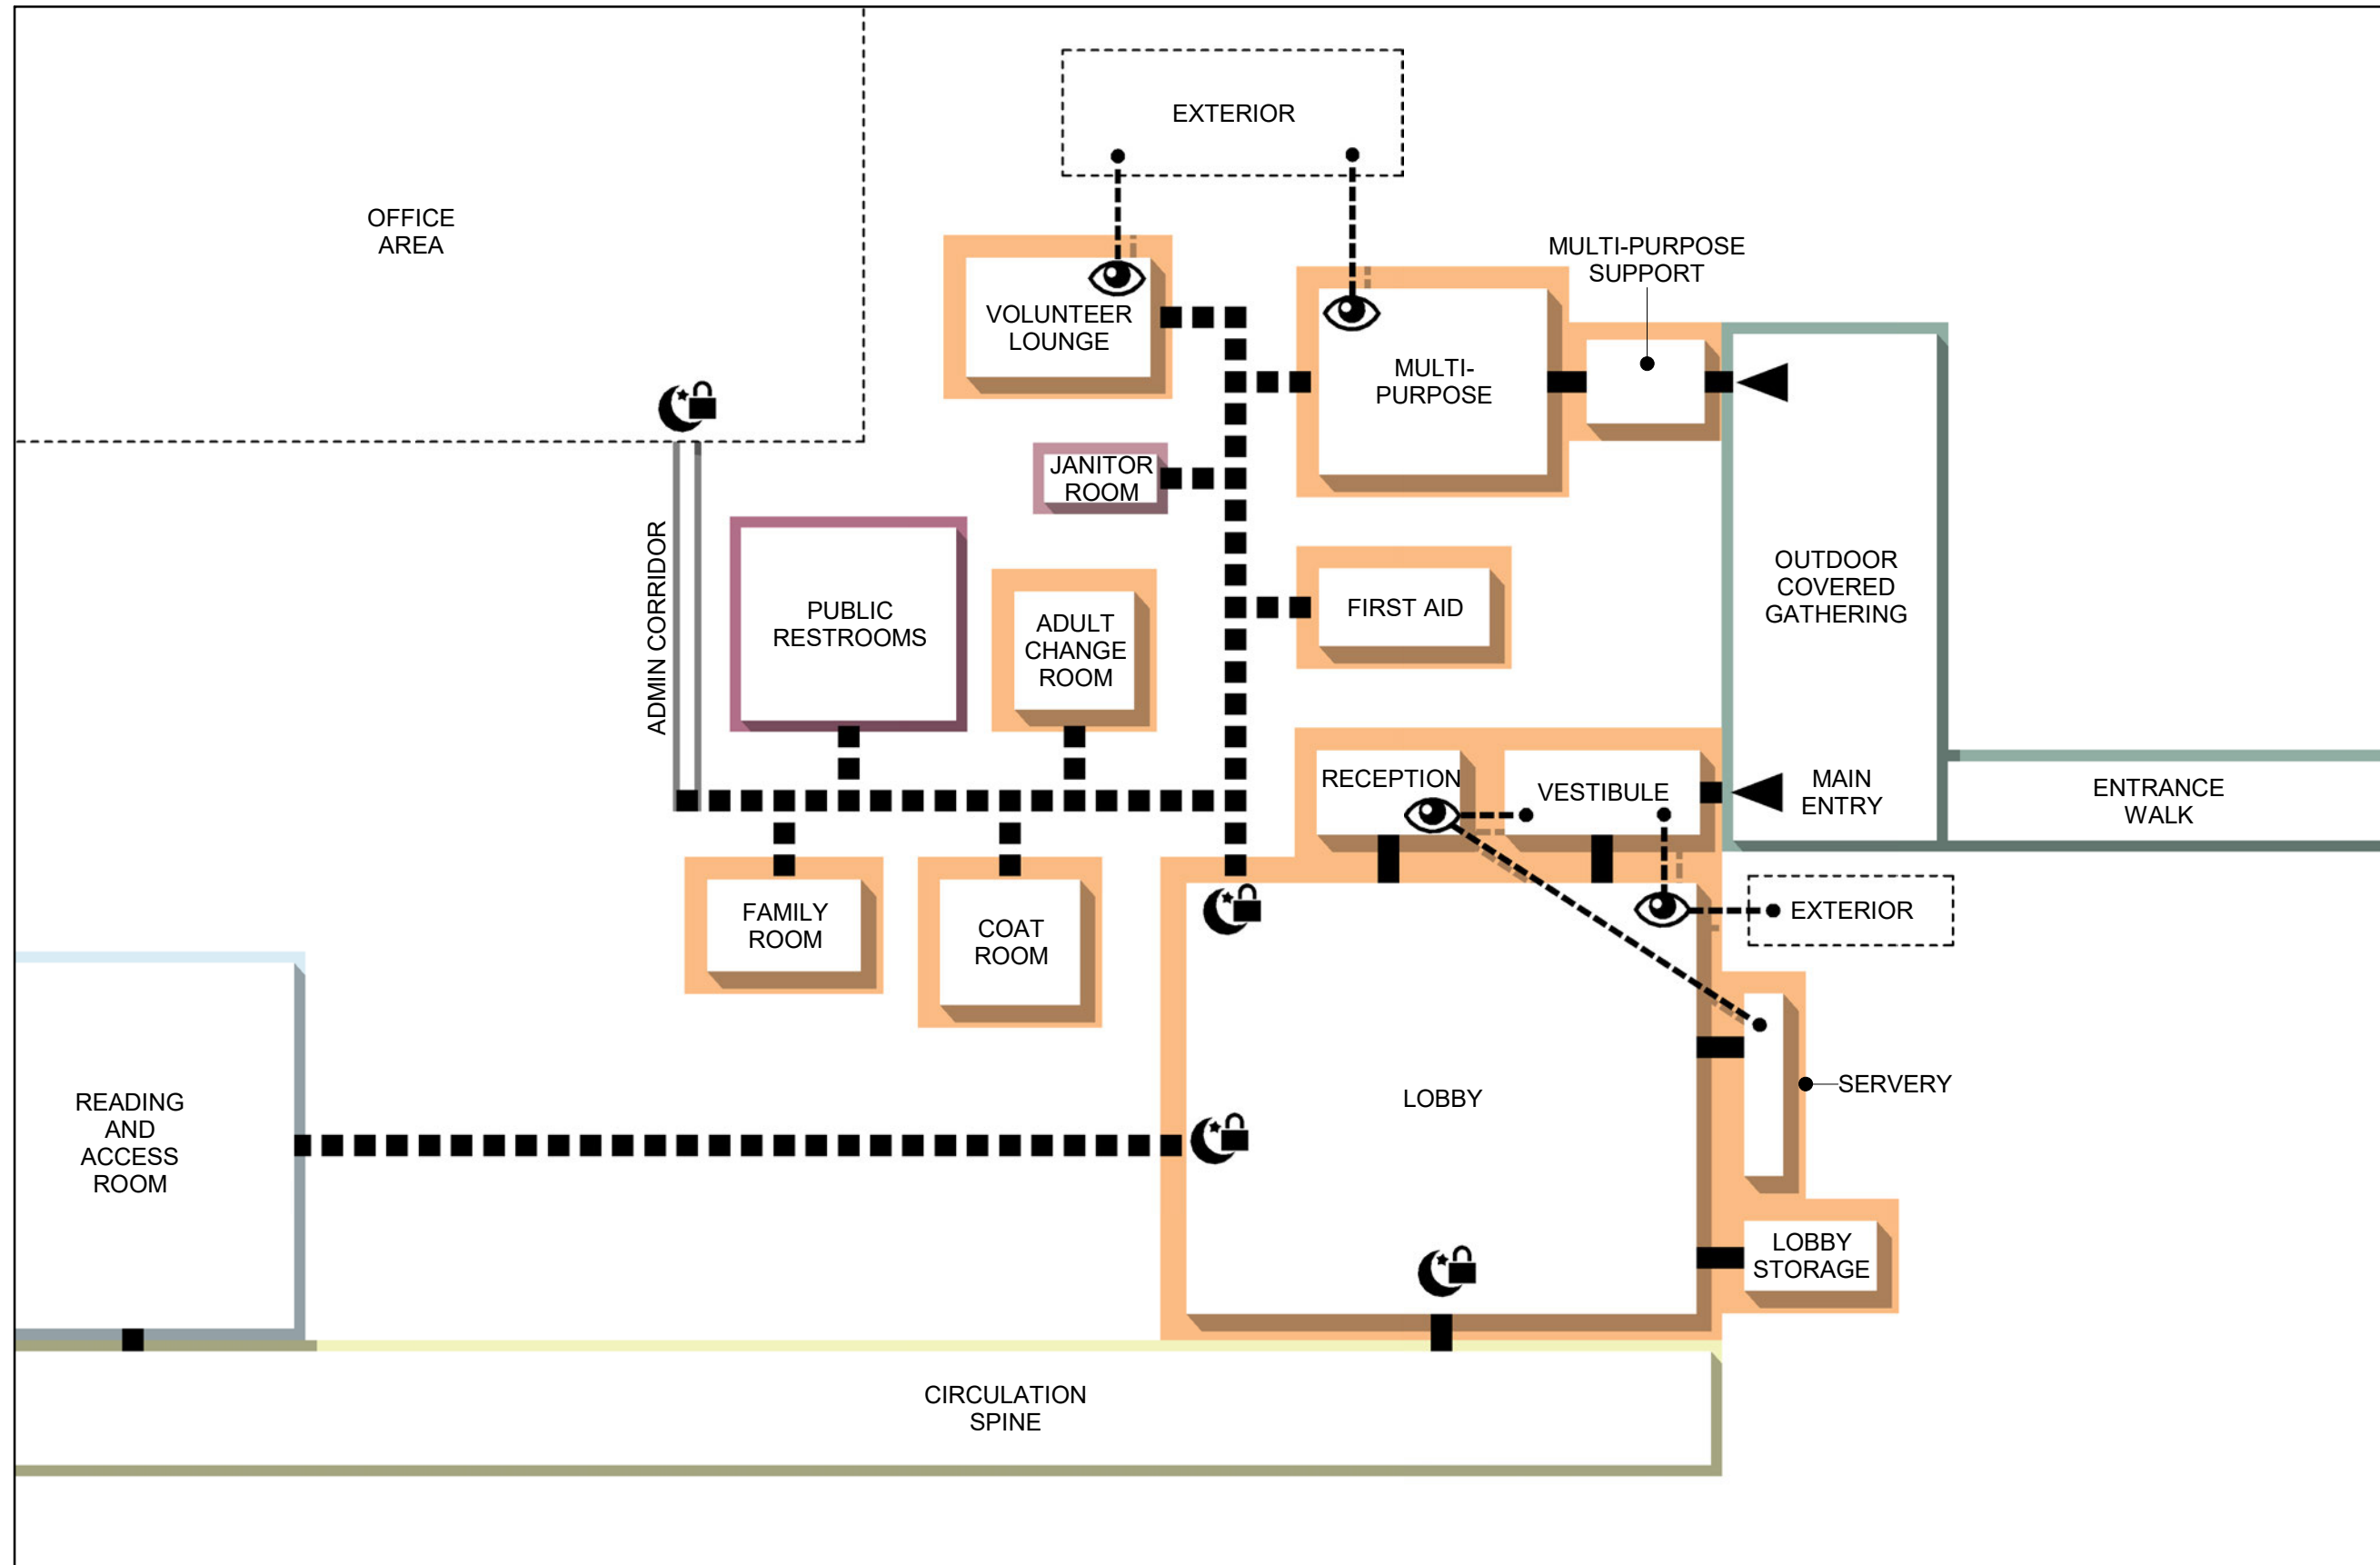 EXTERIOR
OFFICE
AREA
MULTI-PURPOSE
SUPPORT
VOLUNTEER
LOUNGE
MULTI-
PURPOSE
JANITOR
ROOM
ADMIN CORRIDOR
PUBLIC
RESTROOMS
ADULT
CHANGE
ROOM
FIRST AID
OUTDOOR
COVERED
GATHERING
RECEPTION
VESTIBULE
MAIN
ENTRY
ENTRANCE
WALK
FAMILY
ROOM
COAT
ROOM
EXTERIOR
READING
AND
ACCESS
ROOM
LOBBY
SERVERY
LOBBY
STORAGE
CIRCULATION
SPINE